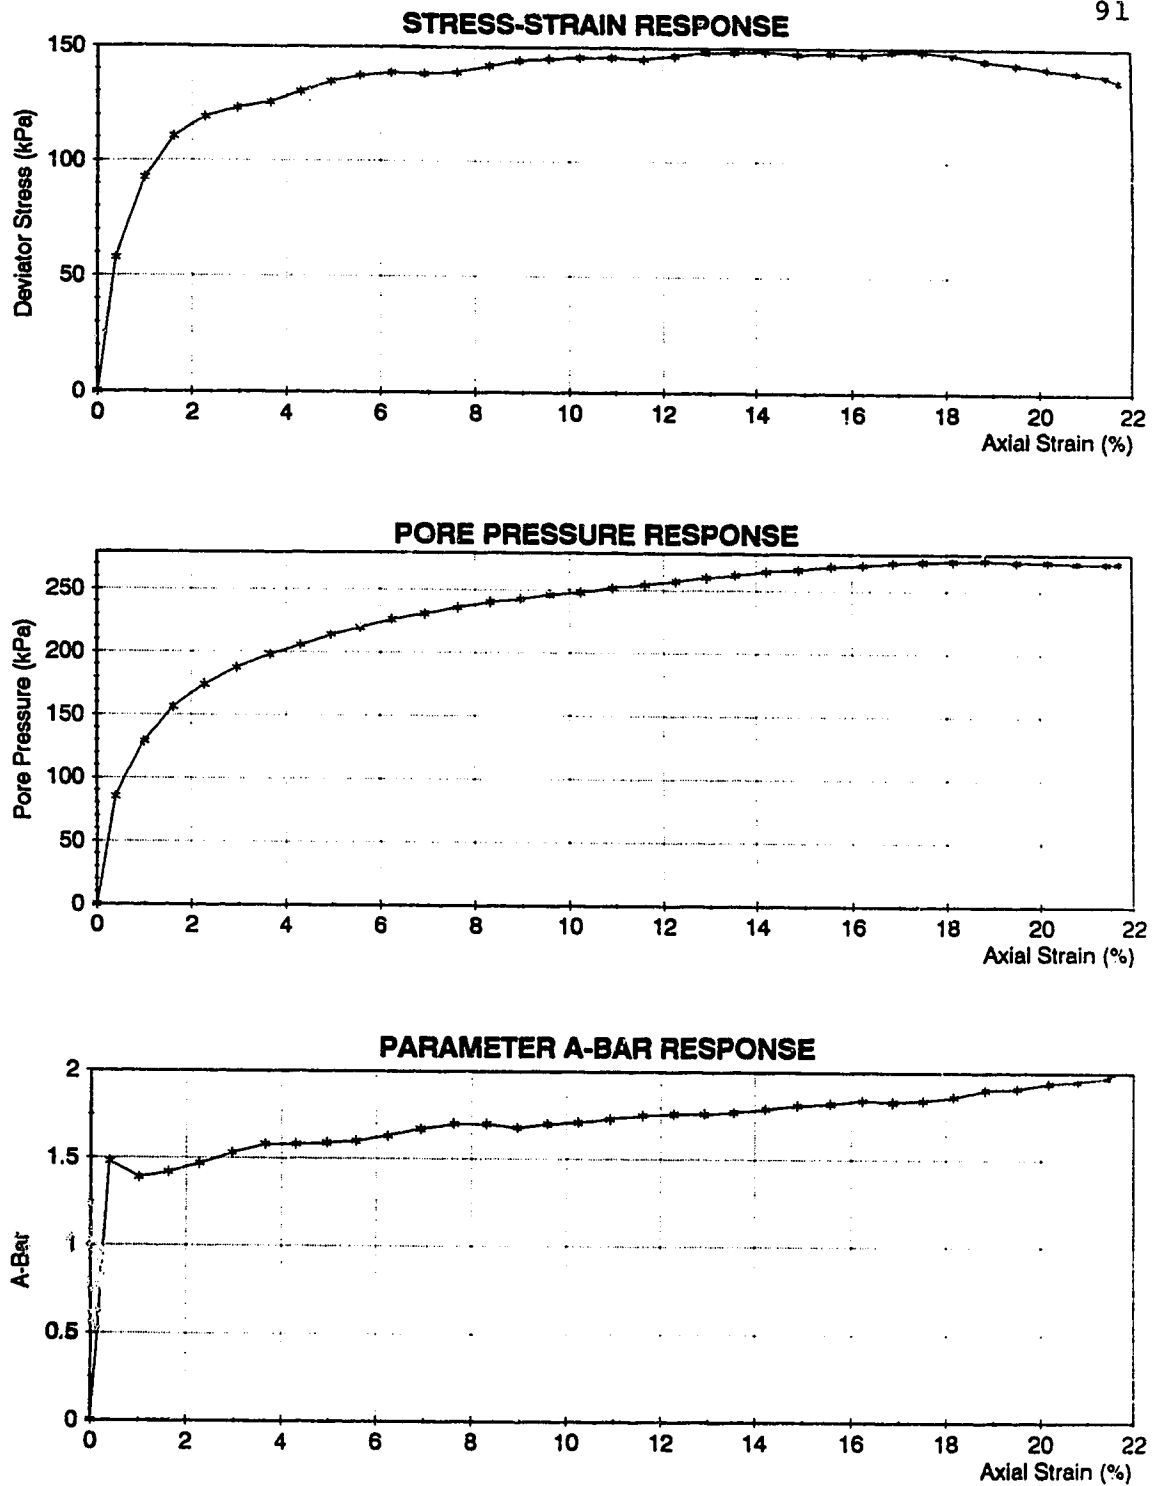 91
STRESS-STRAIN RESPONSE
150
100
50
0
Deviator Stress (kPa)
0 2 4 6 8 10 12 14 16 18 20 22
Axial Strain (%)
PORE PRESSURE RESPONSE
250
200
150
100
50
0
Pore Pressure (kPa)
0 2 4 6 8 10 12 14 16 18 20 22
Axial Strain (%)
PARAMETER A-BAR RESPONSE
2
1.5
1
0.5
0
A-Bar
0 2 4 6 8 10 12 14 16 18 20 22
Axial Strain (%)